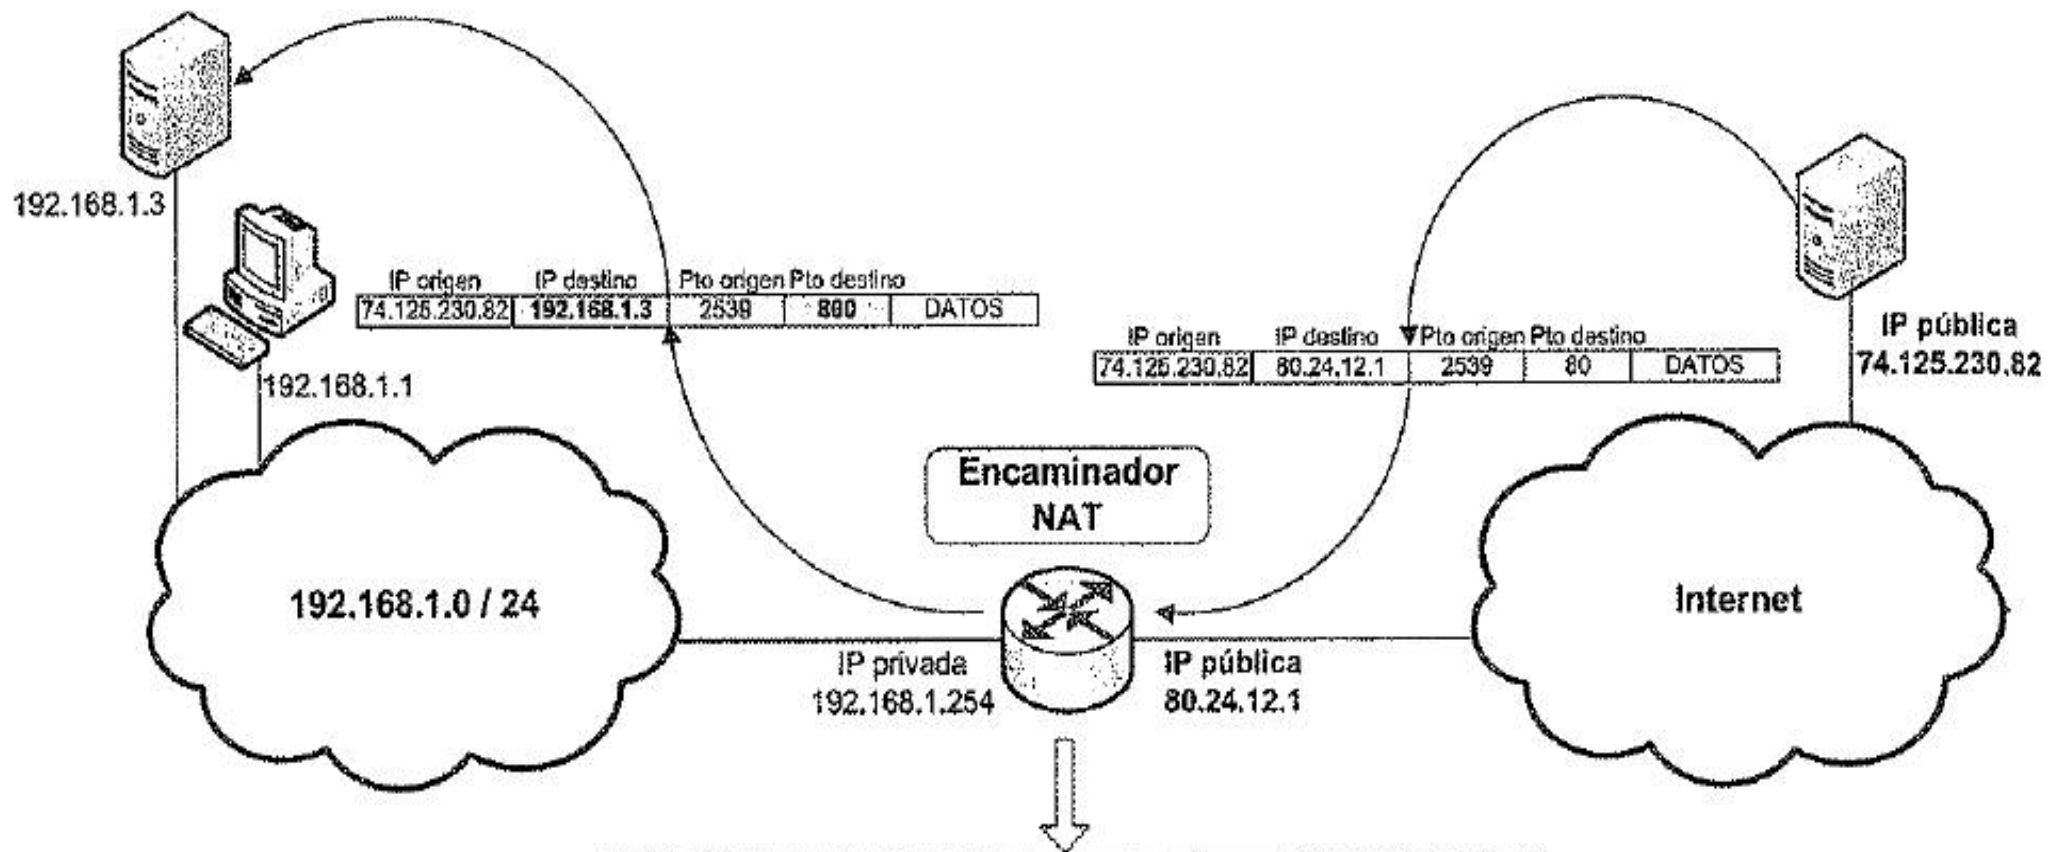 192.168.1.3
192.168.1.1
IP origen IP destino Pto origen Pto destino
74.125.230.82 192.168.1.3 2539 800 DATOS
IP origen IP destino Pto origen Pto destino
74.125.230.82 80.24.12.1 2539 80 DATOS
IP pública
74.125.230.82
Encaminador
NAT
192.168.1.0 / 24
Internet
IP privada
192.168.1.254
IP pública
80.24.12.1